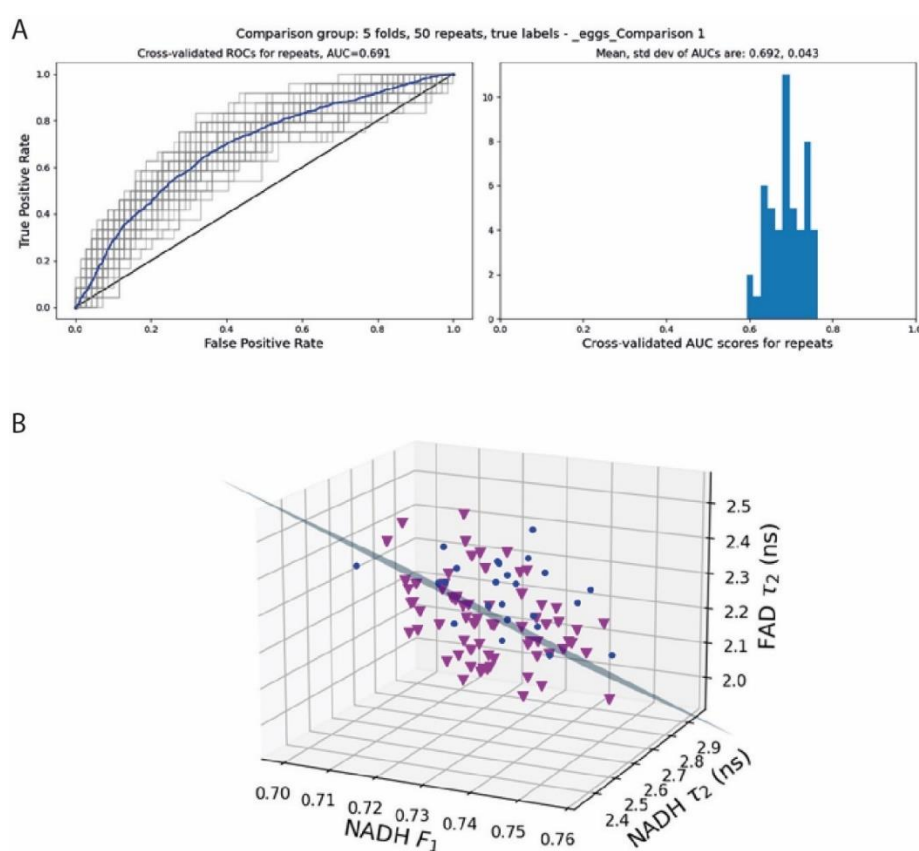 A
Comparison group: 5 folds, 50 repeats, true labels - _eggs_Comparison 1
Cross-validated ROCs for repeats, AUC=0.691
True Positive Rate
1.0
0.8
0.6
0.4
0.2
0.0
0.0 0.2 0.4 0.6 0.8 1.0
False Positive Rate
Mean, std dev of AUCs are: 0.692, 0.043
10
8
6
4
2
0
0.0 0.2 0.4 0.6 0.8 1.0
Cross-validated AUC scores for repeats
B
2.5
2.4
2.3
2.2
2.1
2.0
FAD τ2 (ns)
2.9
2.8
2.7
2.6
2.5
2.4
NADH τ2 (ns)
0.70 0.71 0.72 0.73 0.74 0.75 0.76
NADH F1